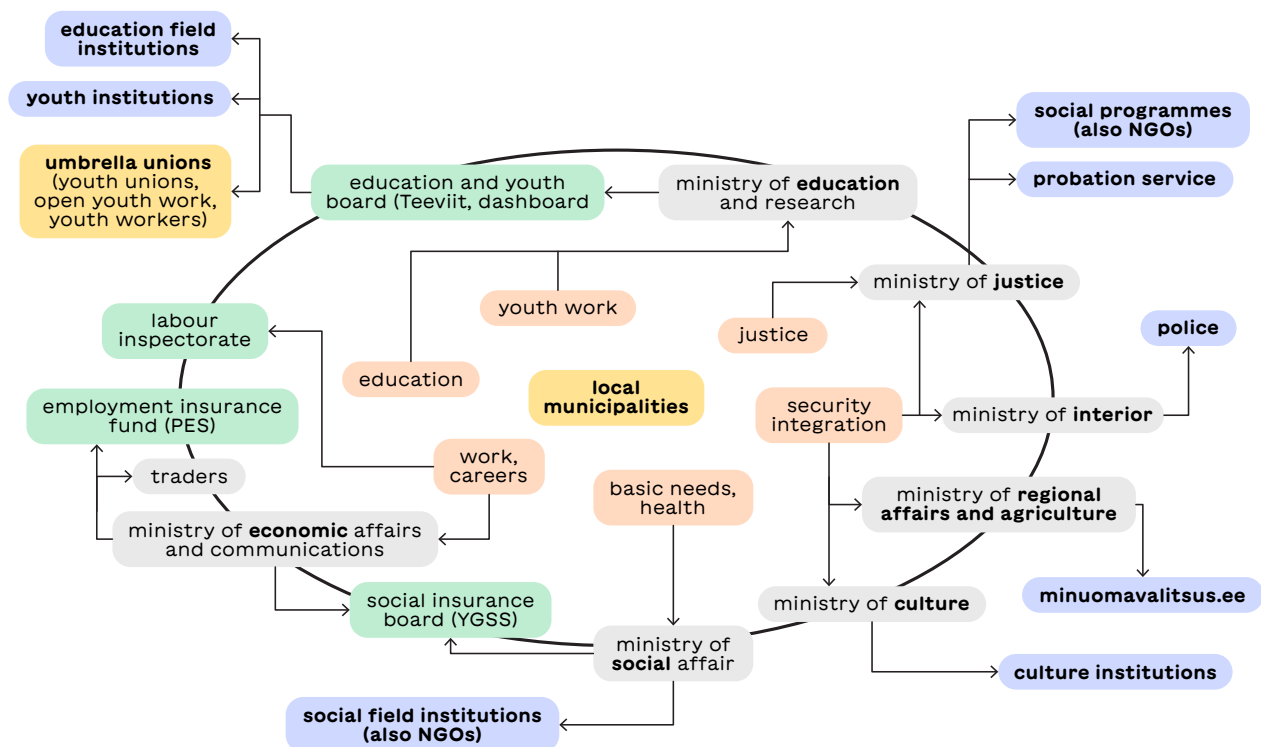 education field
institutions
youth institutions
umbrella unions
(youth unions,
open youth work,
youth workers)
education and youth
board (Teeviit, dashboard
ministry of education
and research
social programmes
(also NGOs)
probation service
ministry of justice
youth work
justice
labour
inspectorate
education
police
local
municipalities
security
integration
ministry of interior
employment insurance
fund (PES)
traders
work,
careers
basic needs,
health
ministry of regional
affairs and agriculture
ministry of economic affairs
and communications
social insurance
board (YGSS)
ministry of culture
minuomavalitsus.ee
ministry of
social affair
culture institutions
social field institutions
(also NGOs)